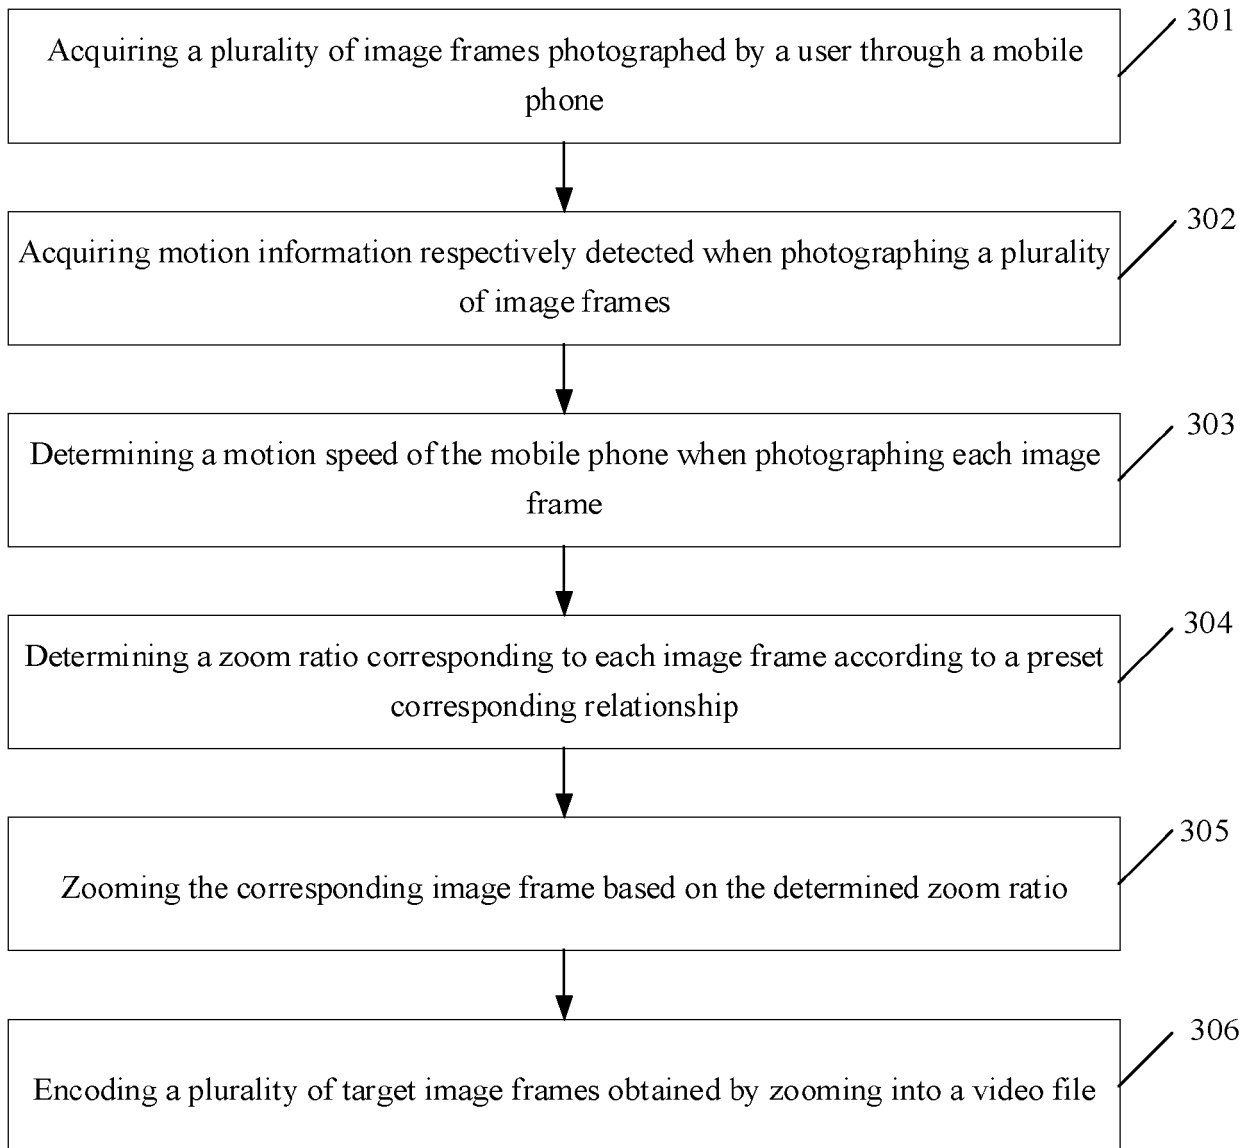 Acquiring a plurality of image frames photographed by a user through a mobile
phone
301
Acquiring motion information respectively detected when photographing a plurality
of image frames
302
Determining a motion speed of the mobile phone when photographing each image
frame
303
Determining a zoom ratio corresponding to each image frame according to a preset
corresponding relationship
304
Zooming the corresponding image frame based on the determined zoom ratio
305
Encoding a plurality of target image frames obtained by zooming into a video file
306